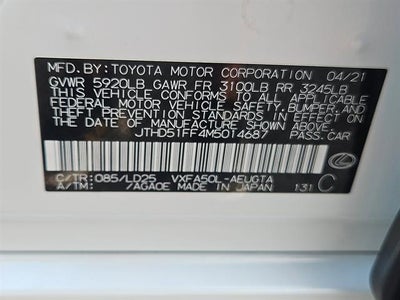 MFD. BY: TOYOTA MOTOR CORPORATION 04/21
GVWR 5920LB GAWR FR 3100LB RR 3245LB
THIS VEHICLE CONFORMS TO ALL APPLICABLE
FEDERAL MOTOR VEHICLE SAFETY, BUMPER, AND
THEFT PREVENTION STANDARDS IN EFFECT ON THE
DATE OF MANUFACTURE SHOWN ABOVE.
JTHD51FF4M5014687 PASS.CAR
C/TR: 085/LD25 VXFA50L-AEUGTA
A/TM: /AGA0E MADE IN JAPAN 131 C